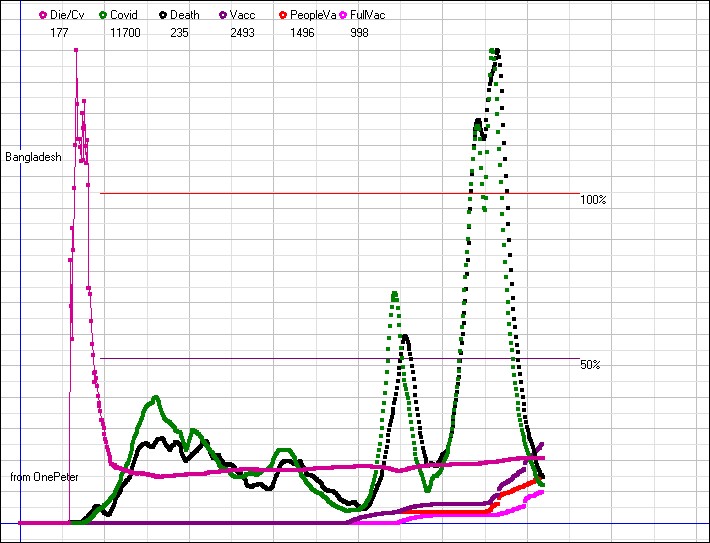 Die/Cv Covid Death Vacc PeopleVa FullVac
177 11700 235 2493 1496 998
Bangladesh
100%
50%
from OnePeter